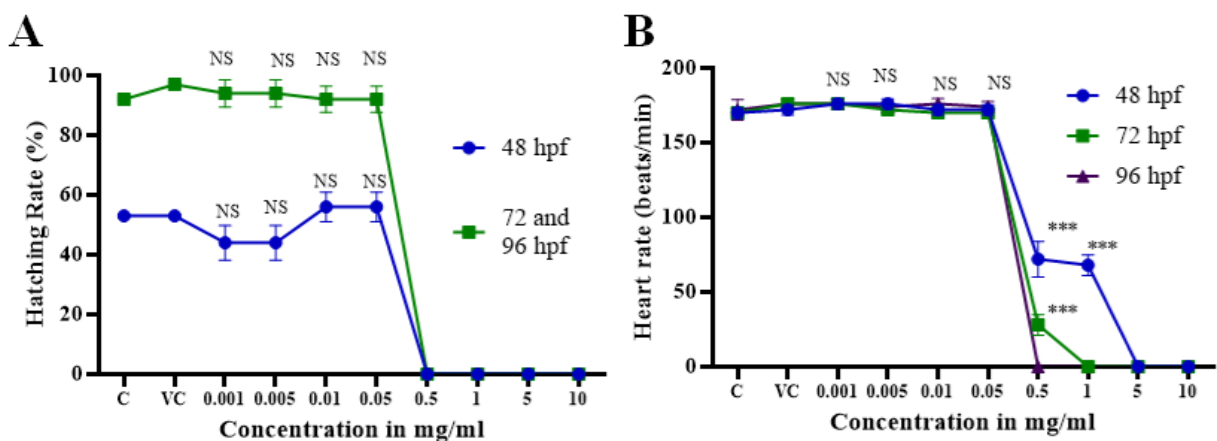 A
NS NS NS NS
100
80
60
40
20
0
Hatching Rate (%)
NS NS NS NS
48 hpf
72 and
96 hpf
C VC 0.001 0.005 0.01 0.05 0.5 1 5 10
Concentration in mg/ml
B
NS NS NS NS
200
150
100
50
0
Heart rate (beats/min)
48 hpf
72 hpf
96 hpf
***
***
***
C VC 0.001 0.005 0.01 0.05 0.5 1 5 10
Concentration in mg/ml